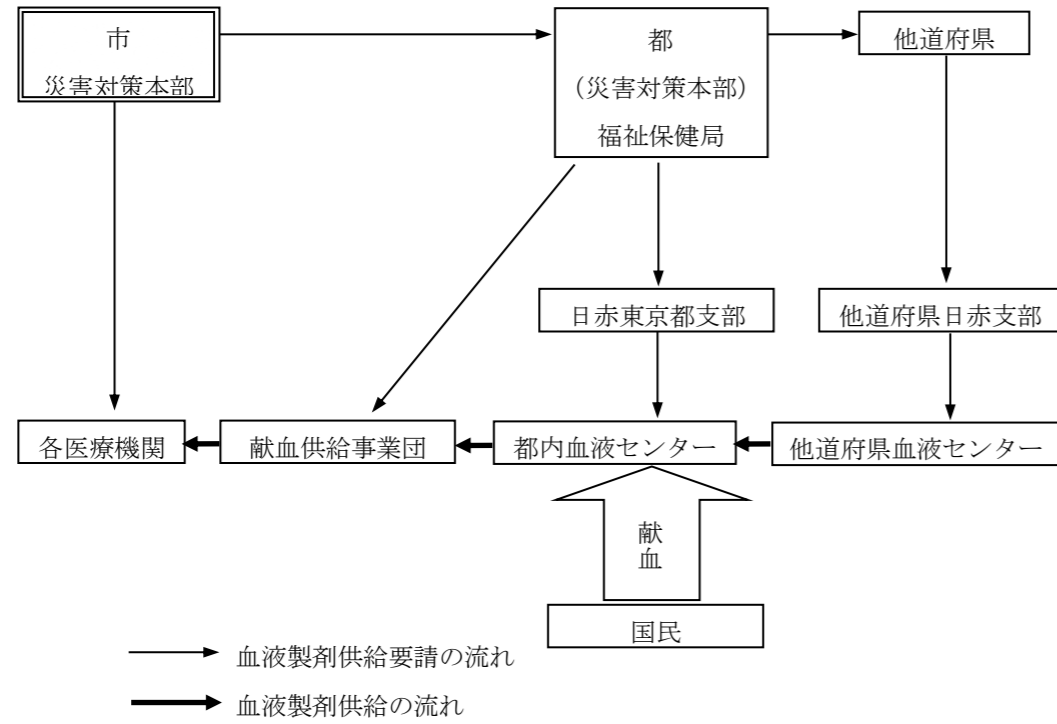 市
災害対策本部
都
（災害対策本部）
福祉保健局
他道府県
日赤東京都支部
他道府県日赤支部
各医療機関
献血供給事業団
都内血液センター
他道府県血液センター
献
血
国民
血液製剤供給要請の流れ
血液製剤供給の流れ